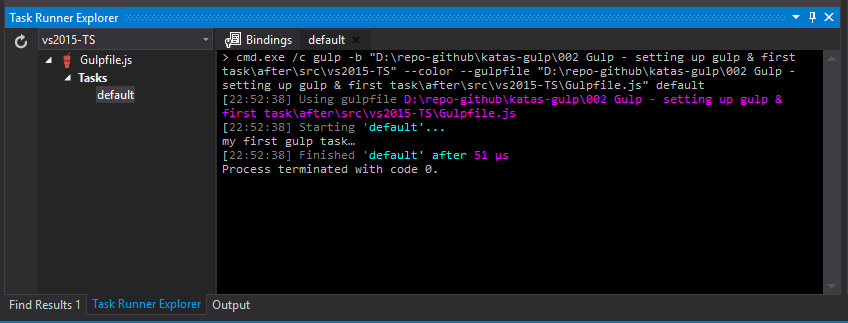 Task Runner Explorer
vs2015-TS
Gulpfile.js
Tasks
default
Bindings
default
> cmd.exe /c gulp -b "D:\repo-github\katas-gulp\002 Gulp - setting up gulp & first
task\after\src\vs2015-TS" --color --gulpfile "D:\repo-github\katas-gulp\002 Gulp -
setting up gulp & first task\after\src\vs2015-TS\Gulpfile.js" default
[22:52:38] Using gulpfile D:\repo-github\katas-gulp\002 Gulp - setting up gulp &
first task\after\src\vs2015-TS\Gulpfile.js
[22:52:38] Starting 'default'...
my first gulp task…
[22:52:38] Finished 'default' after 51 μs
Process terminated with code 0.
Find Results 1
Task Runner Explorer
Output